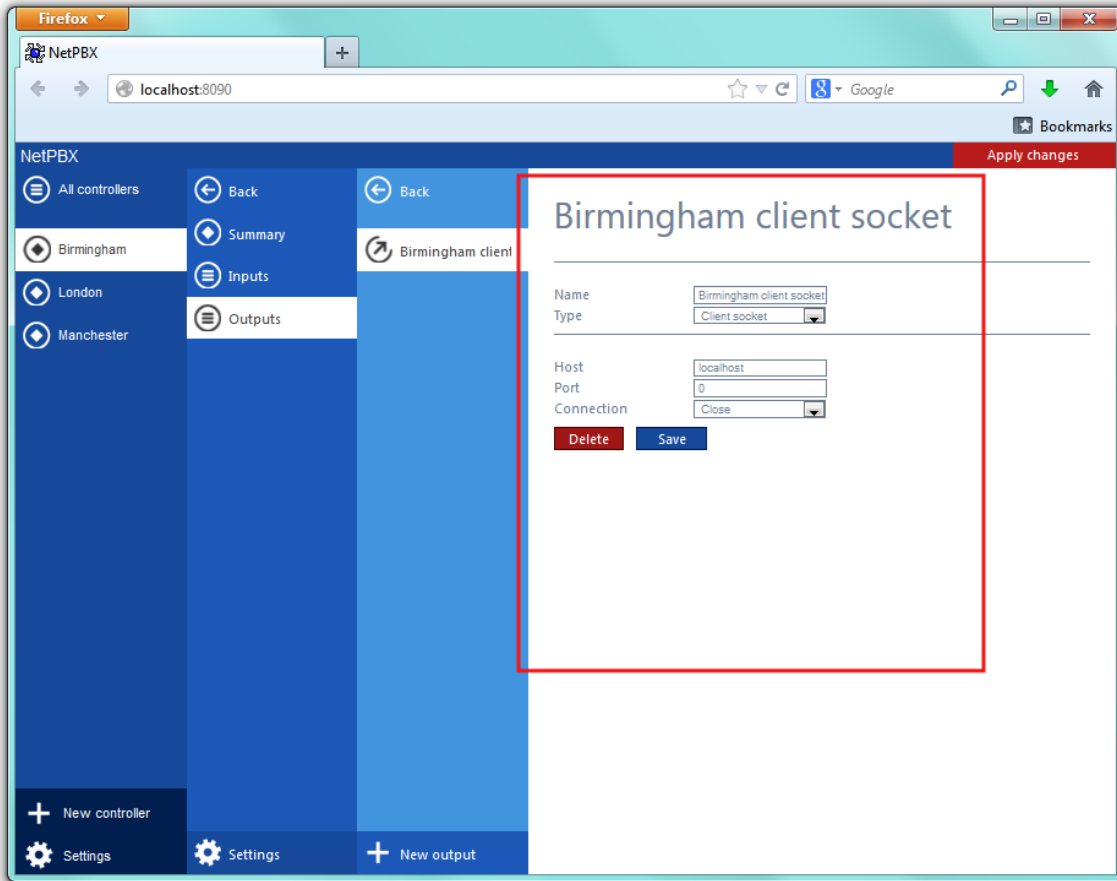 Firefox
NetPBX
localhost:8090
8
Google
Bookmarks
NetPBX
Apply changes
All controllers
Birmingham
London
Manchester
New controller
Settings
Back
Summary
Inputs
Outputs
Settings
Back
Birmingham client
New output
Birmingham client socket
Name Birmingham client socket
Type Client socket
Host localhost
Port 0
Connection Close
Delete Save